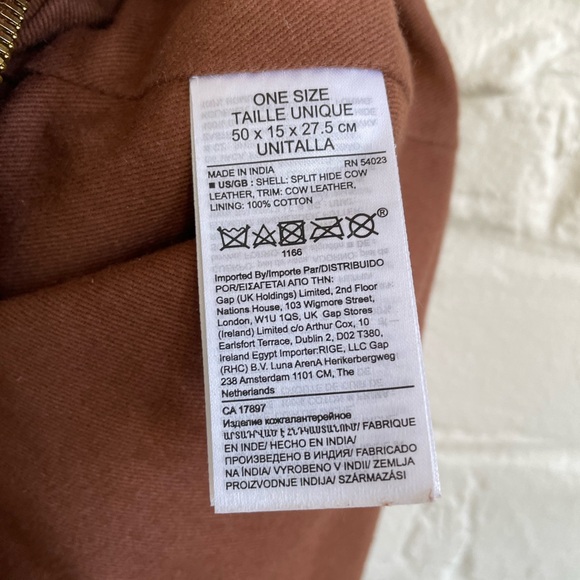 ONE SIZE
TAILLE UNIQUE
50 x 15 x 27.5 CM
UNITALLA
MADE IN INDIA RN 54023
■ US/GB : SHELL: SPLIT HIDE COW
LEATHER, TRIM: COW LEATHER,
LINING: 100% COTTON
®
1166
Imported By/Importe Par/DISTRIBUIDO
POR/ΕΙΣΑΓΕΤΑΙ ΑΠΟ ΤΗΝ:
Gap (UK Holdings) Limited, 2nd Floor
Nations House, 103 Wigmore Street,
London, W1U 1QS, UK Gap Stores
(Ireland) Limited c/o Arthur Cox, 10
Earlsfort Terrace, Dublin 2, D02 T380,
Ireland Egypt Importer:RIGE, LLC Gap
(RHC) B.V. Luna ArenA Herikerbergweg
238 Amsterdam 1101 CM, The
Netherlands
CA 17897
Изделие кожгалантерейное
ԱՐՏԱԴՐՎԱԾ Է ՀՆԴԿԱՍՏԱՆՈՒՄ/ FABRIQUE
EN INDE/ HECHO EN INDIA/
ПРОИЗВЕДЕНО В ИНДИЯ/ FABRICADO
NA ÍNDIA/ VYROBENO V INDII/ ZEMLJA
PROIZVODNJE INDIJA/ SZÁRMAZÁSI